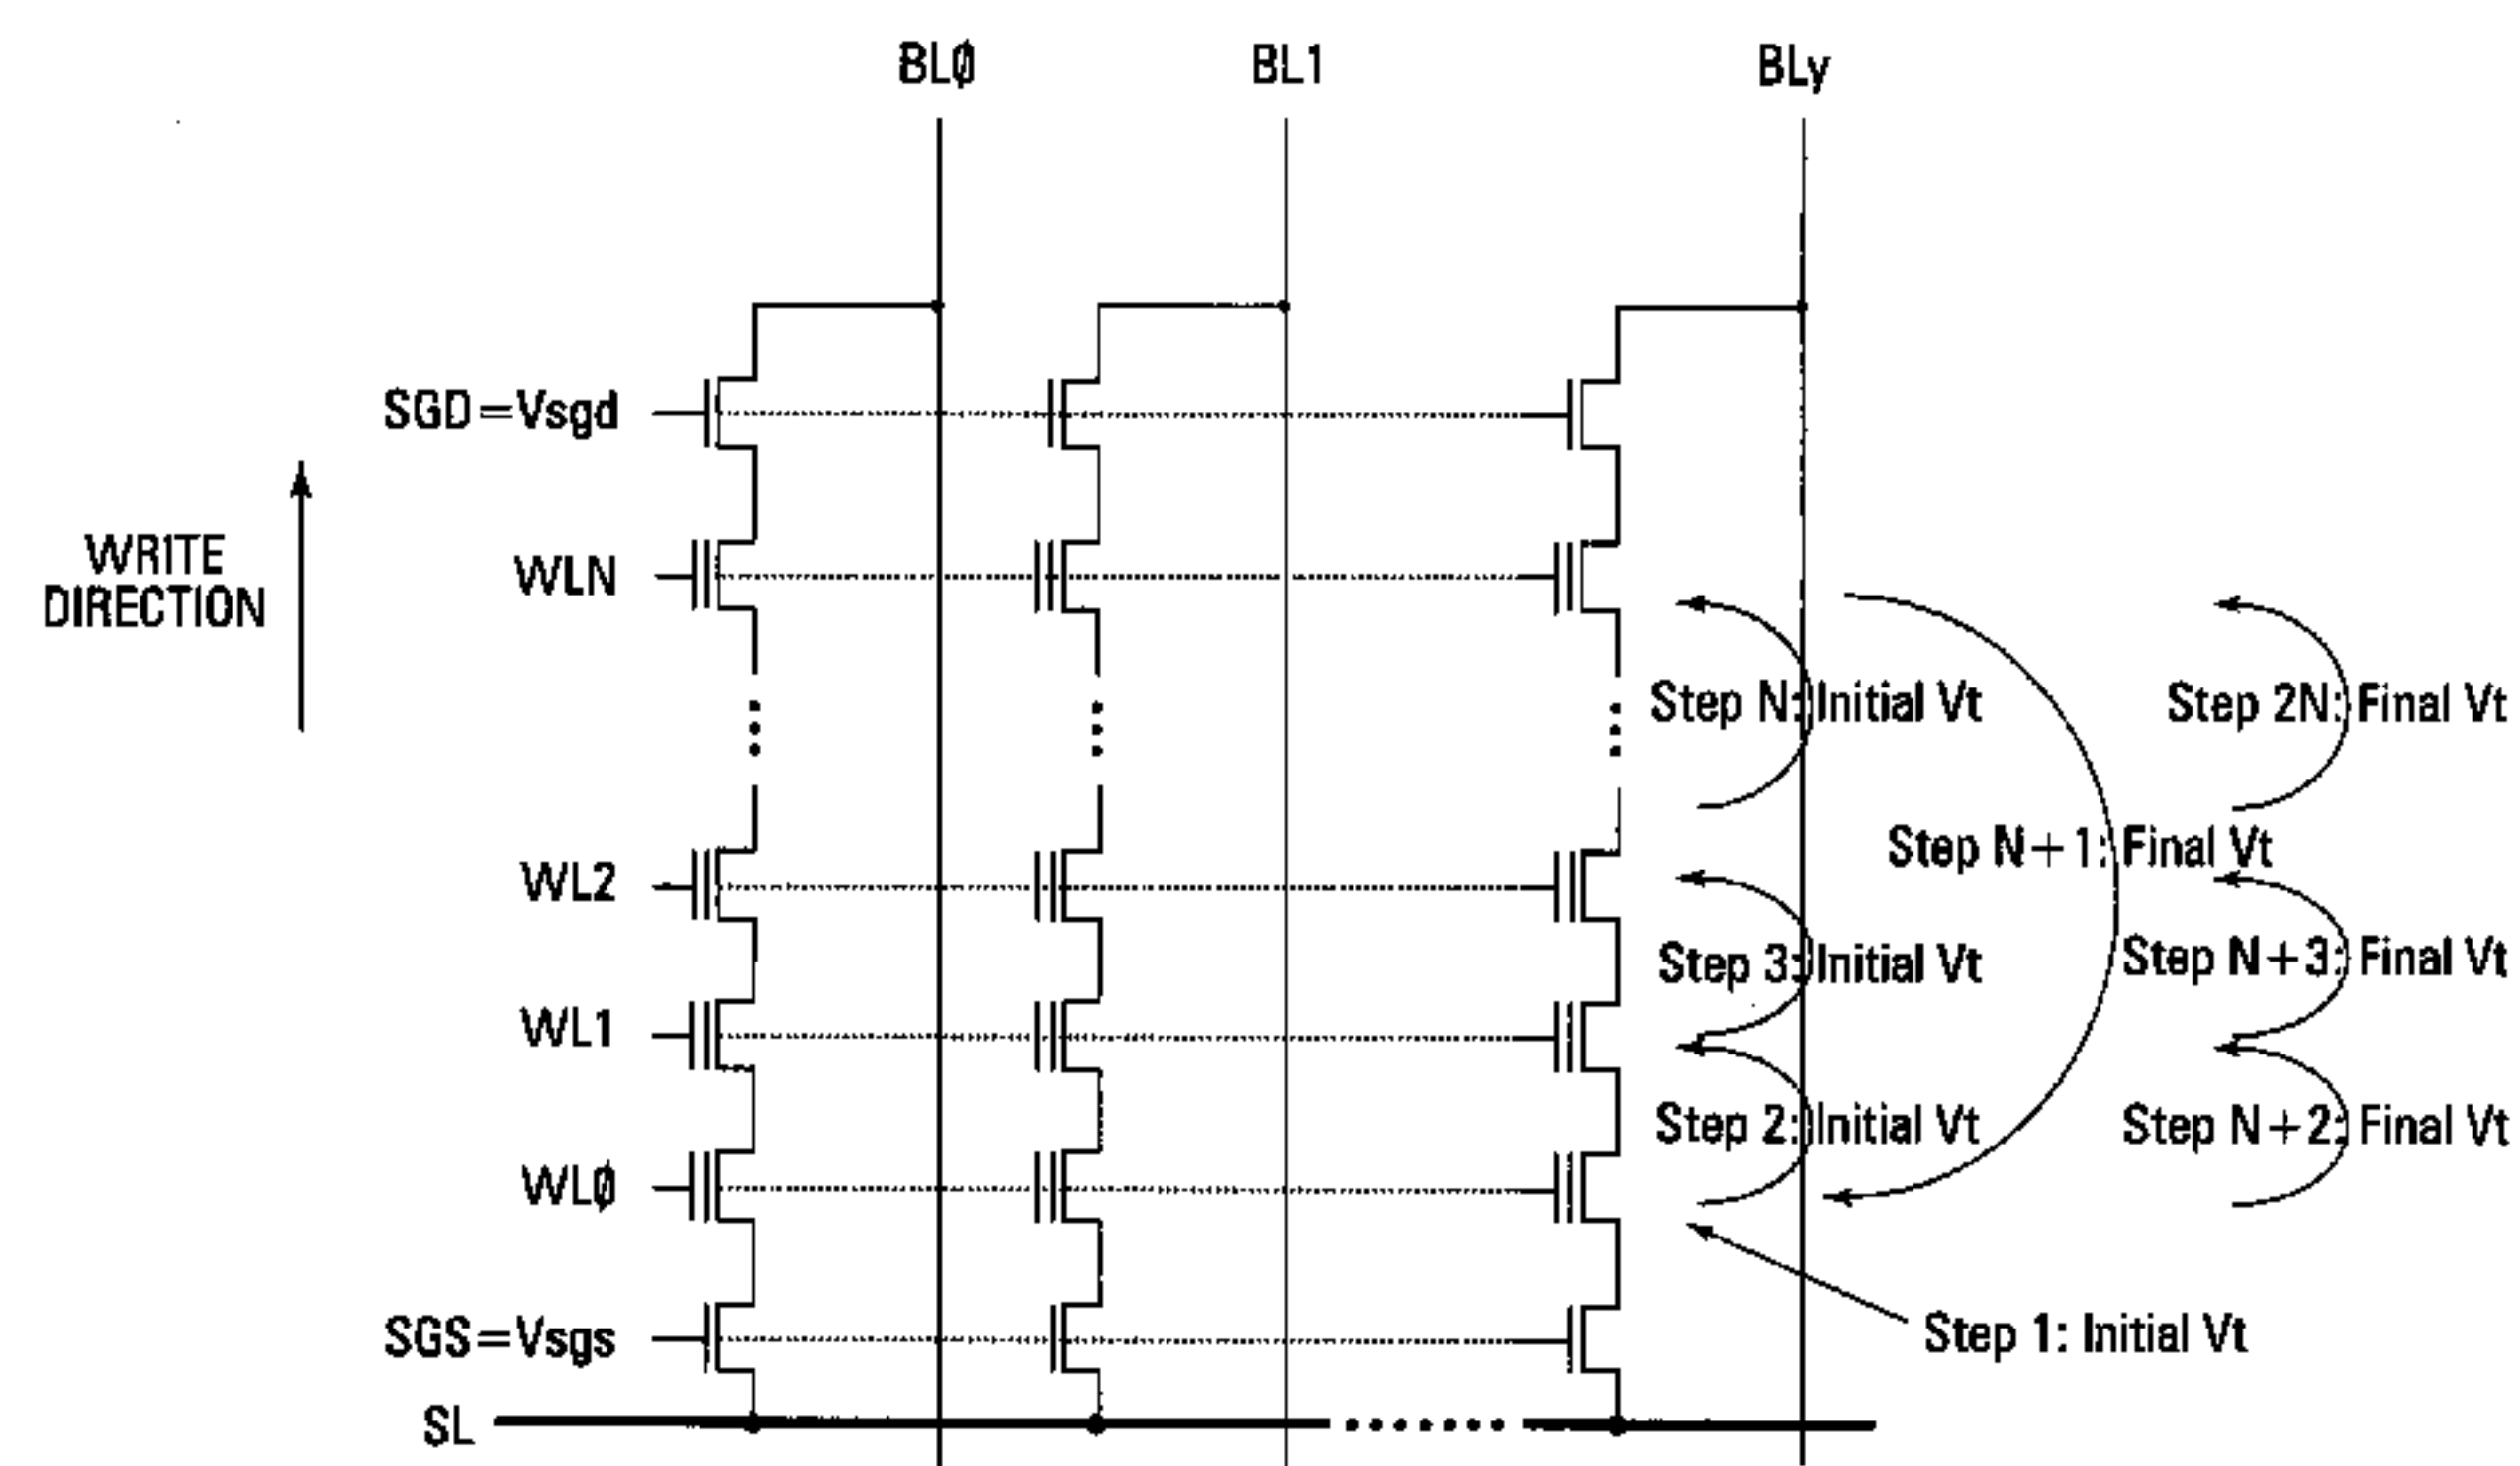 BLØ
BL1
BLy
SGD=Vsgd
WRITE
DIRECTION
WLN
Step N: Initial Vt
Step 2N: Final Vt
Step N+1: Final Vt
WL2
Step 3: Initial Vt
Step N+3: Final Vt
WL1
Step 2: Initial Vt
Step N+2: Final Vt
WLØ
SGS=Vsgs
Step 1: Initial Vt
SL